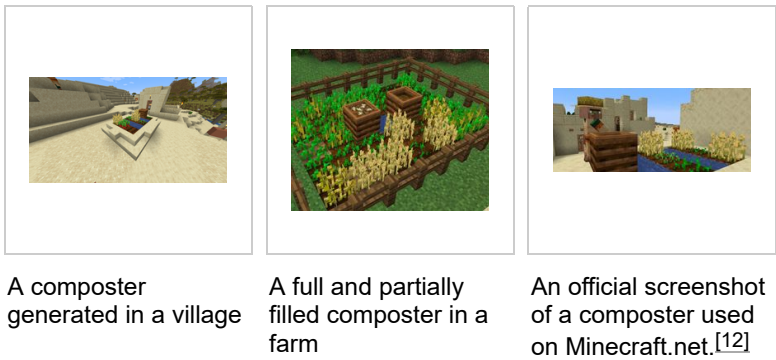 A composter
generated in a village
A full and partially
filled composter in a
farm
An official screenshot
of a composter used
on Minecraft.net.[12]